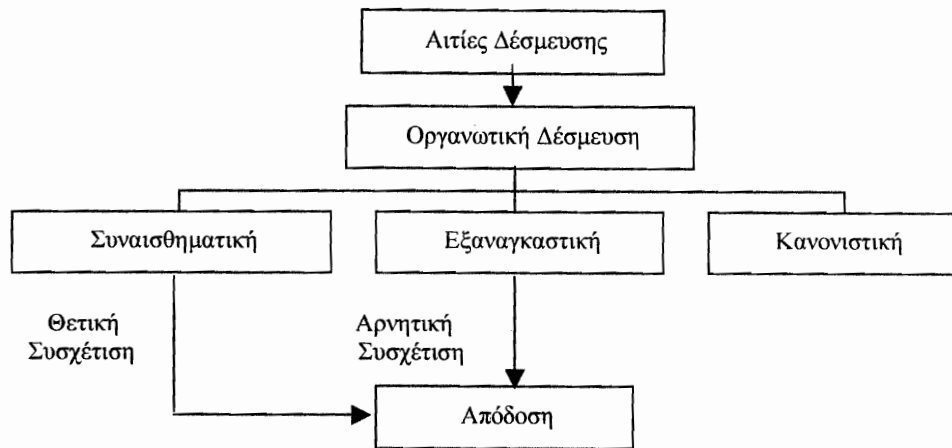 Αιτίες Δέσμευσης
Οργανωτική Δέσμευση
Συναισθηματική
Εξαναγκαστική
Κανονιστική
Θετική
Συσχέτιση
Αρνητική
Συσχέτιση
Απόδοση